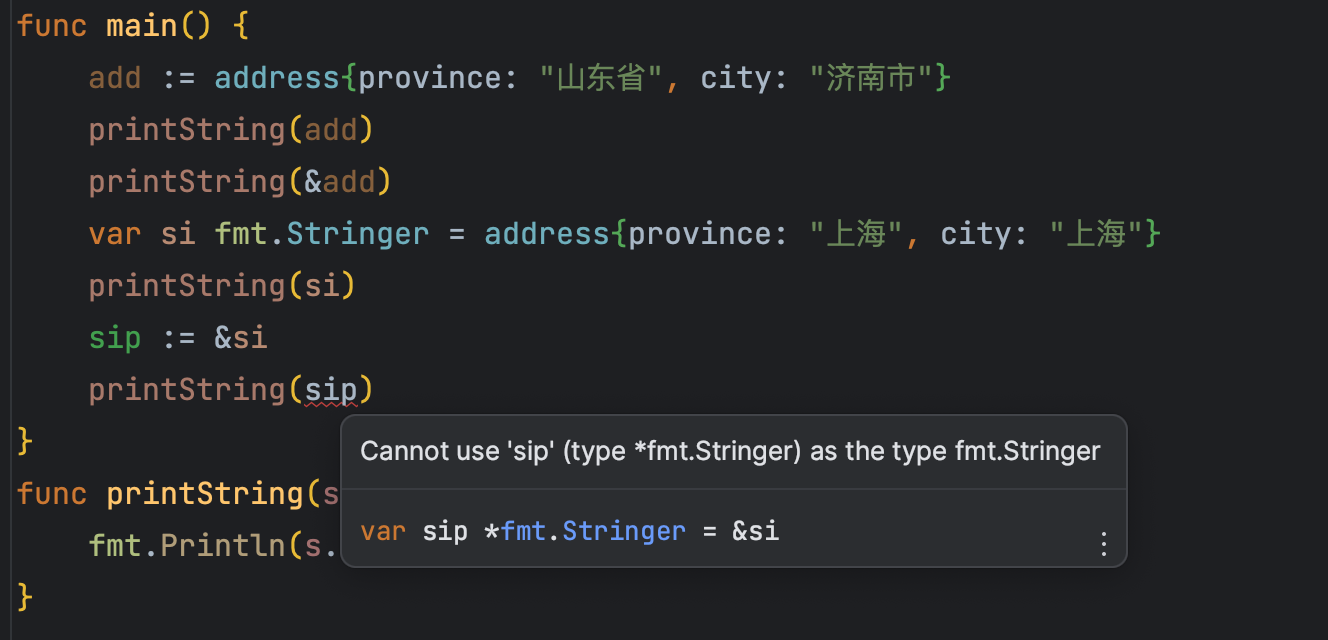 func main() {
    add := address{province: "山东省", city: "济南市"}
    printString(add)
    printString(&add)
    var si fmt.Stringer = address{province: "上海", city: "上海"}
    printString(si)
    sip := &si
    printString(sip)
}
Cannot use 'sip' (type *fmt.Stringer) as the type fmt.Stringer
func printString(s
var sip *fmt.Stringer = &si
    fmt.Println(s.
}